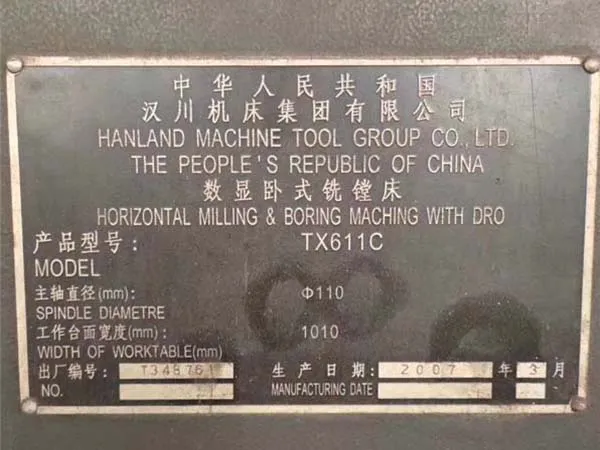 中华人民共和国
汉川机床集团有限公司
HANLAND MACHINE TOOL GROUP CO.,LTD.
THE PEOPLE'S REPUBLIC OF CHINA
数显卧式铣镗床
HORIZONTAL MILLING & BORING MACHING WITH DRO
产品型号: TX611C
MODEL
主轴直径(mm): Φ110
SPINDLE DIAMETRE
工作台面宽度(mm): 1010
WIDTH OF WORKTABLE(mm)
出厂编号: T348761 生产日期: 2007 年 3 月
NO. MANUFACTURING DATE